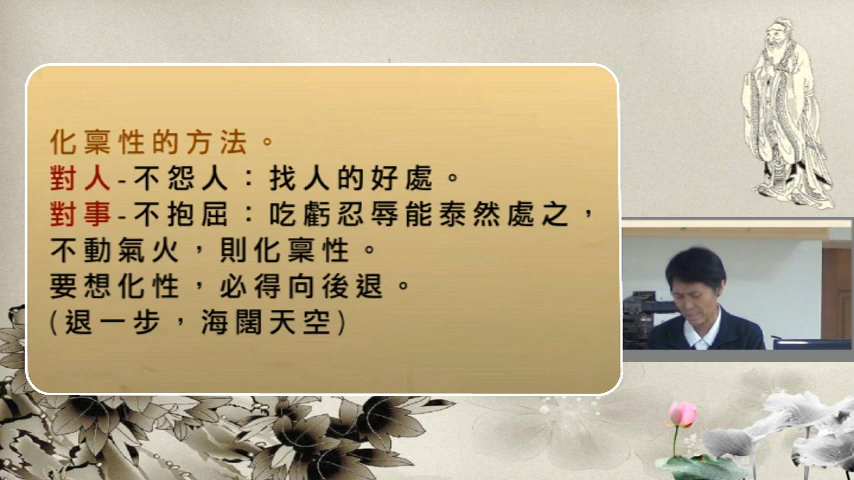 化稟性的方法。
對人-不怨人：找人的好處。
對事-不抱屈：吃虧忍辱能泰然處之，
不動氣火，則化稟性。
要想化性，必得向後退。
(退一步，海闊天空)